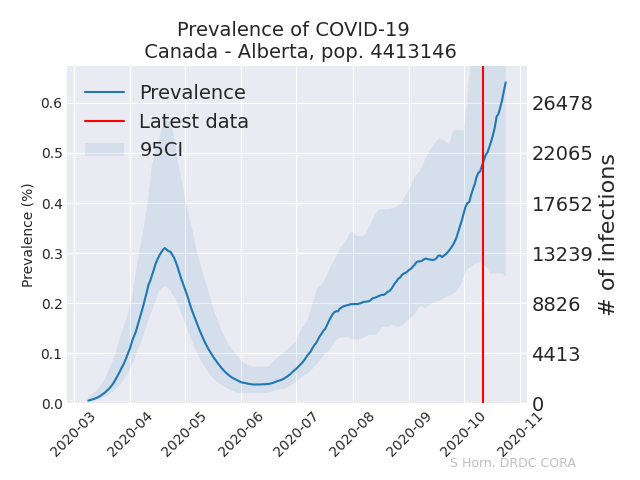 Prevalence of COVID-19
Canada - Alberta, pop. 4413146
Prevalence
Latest data
95CI
Prevalence (%)
0.6
0.5
0.4
0.3
0.2
0.1
0.0
26478
22065
17652
13239
8826
4413
0
# of infections
2020-03
2020-04
2020-05
2020-06
2020-07
2020-08
2020-09
2020-10
2020-11
S Horn, DRDC CORA